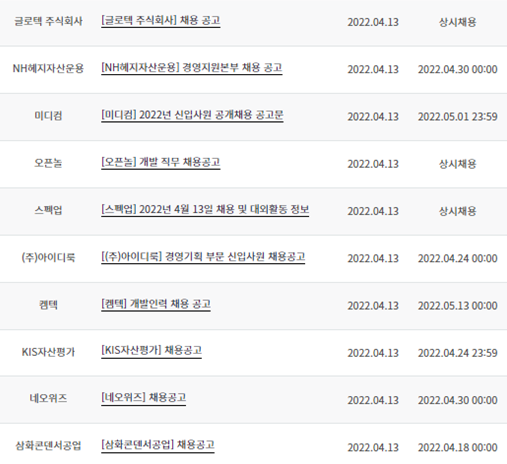 글로텍 주식회사 [글로텍 주식회사] 채용 공고 2022.04.13 상시채용
NH헤지자산운용 [NH헤지자산운용] 경영지원본부 채용 공고 2022.04.13 2022.04.30 00:00
미디컴 [미디컴] 2022년 신입사원 공개채용 공고문 2022.04.13 2022.05.01 23:59
오픈놀 [오픈놀] 개발 직무 채용공고 2022.04.13 상시채용
스펙업 [스펙업] 2022년 4월 13일 채용 및 대외활동 정보 2022.04.13 상시채용
(주)아이디룩 [(주)아이디룩] 경영기획 부문 신입사원 채용공고 2022.04.13 2022.04.24 00:00
켐텍 [켐텍] 개발인력 채용 공고 2022.04.13 2022.05.13 00:00
KIS자산평가 [KIS자산평가] 채용공고 2022.04.13 2022.04.24 23:59
네오위즈 [네오위즈] 채용공고 2022.04.13 2022.04.30 00:00
삼화콘덴서공업 [삼화콘덴서공업] 채용공고 2022.04.13 2022.04.18 00:00